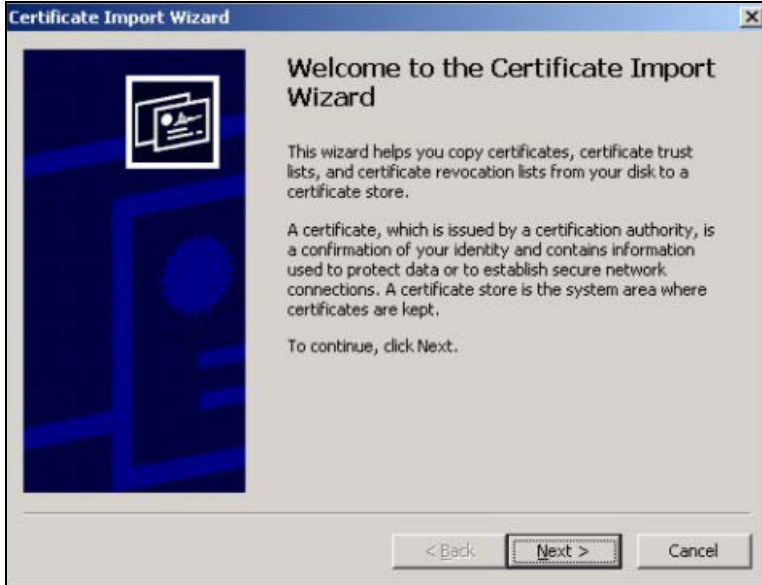 Certificate Import Wizard
Welcome to the Certificate Import
Wizard
This wizard helps you copy certificates, certificate trust
lists, and certificate revocation lists from your disk to a
certificate store.
A certificate, which is issued by a certification authority, is
a confirmation of your identity and contains information
used to protect data or to establish secure network
connections. A certificate store is the system area where
certificates are kept.
To continue, click Next.
< Back Next > Cancel